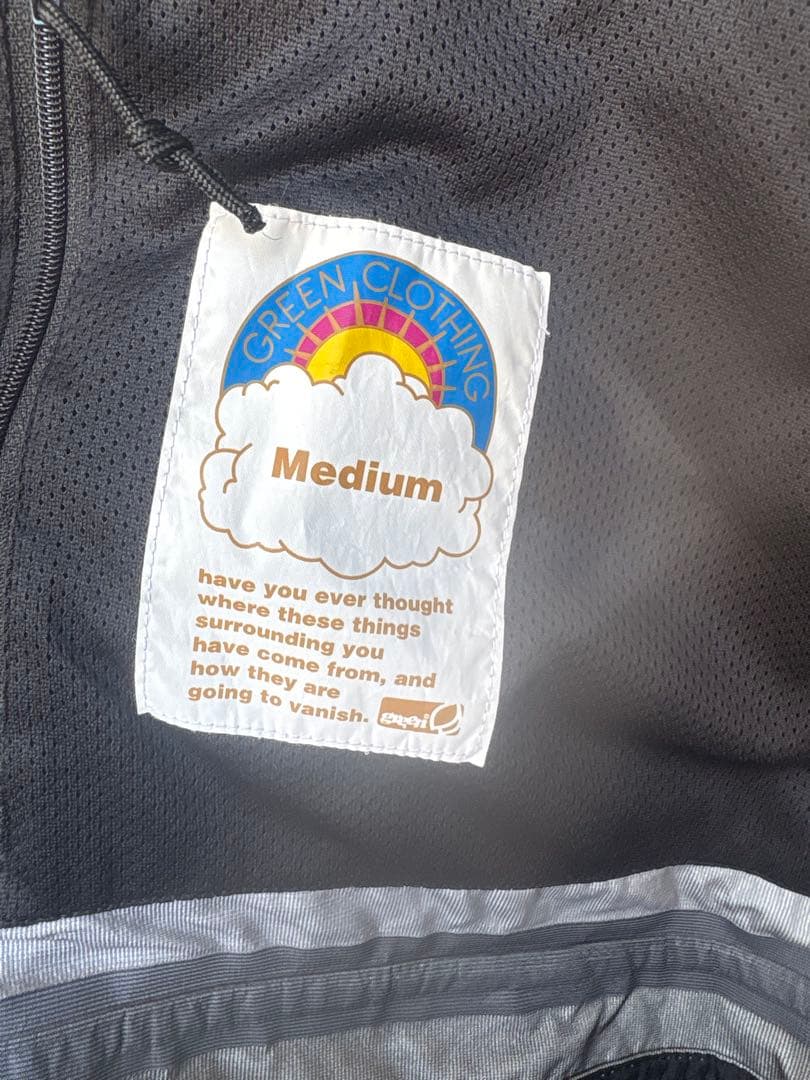 GREEN CLOTHING
Medium
have you ever thought
where these things
surrounding you
have come from, and
how they are
going to vanish.
green